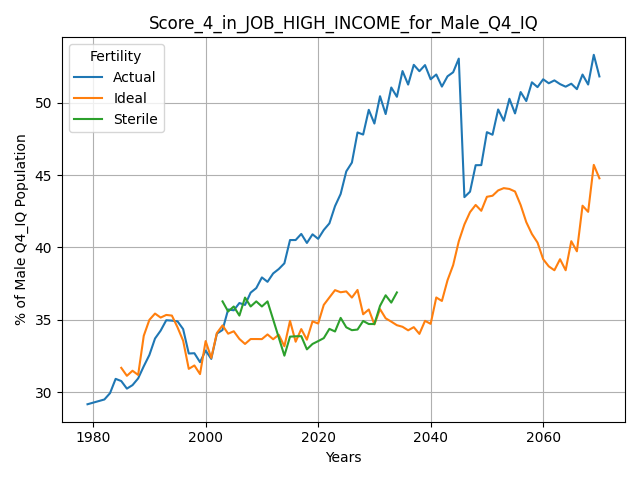 Score_4_in_JOB_HIGH_INCOME_for_Male_Q4_IQ
Fertility
Actual
Ideal
Sterile
% of Male Q4_IQ Population
50
45
40
35
30
1980 2000 2020 2040 2060
Years